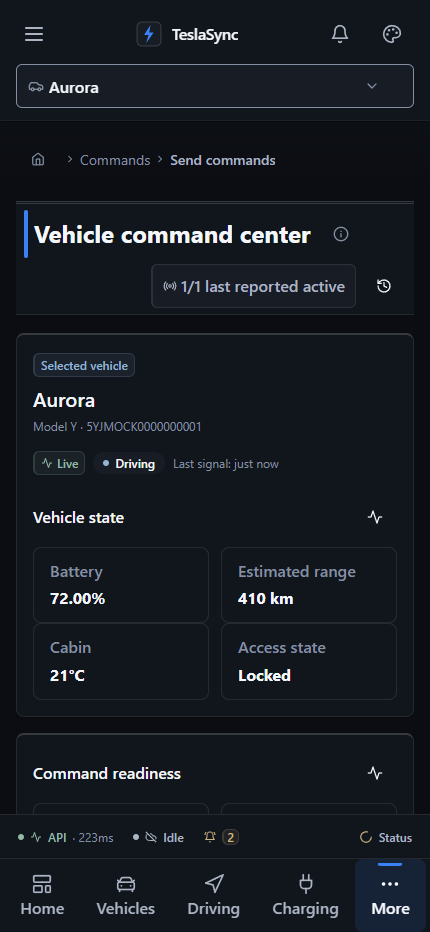 TeslaSync
Aurora
Commands Send commands
Vehicle command center
1/1 last reported active
Selected vehicle
Aurora
Model Y · 5YJMOCK0000000001
Live Driving Last signal: just now
Vehicle state
Battery Estimated range
72.00% 410 km
Cabin Access state
21°C Locked
Command readiness
API · 223ms Idle 2 Status
Home Vehicles Driving Charging More